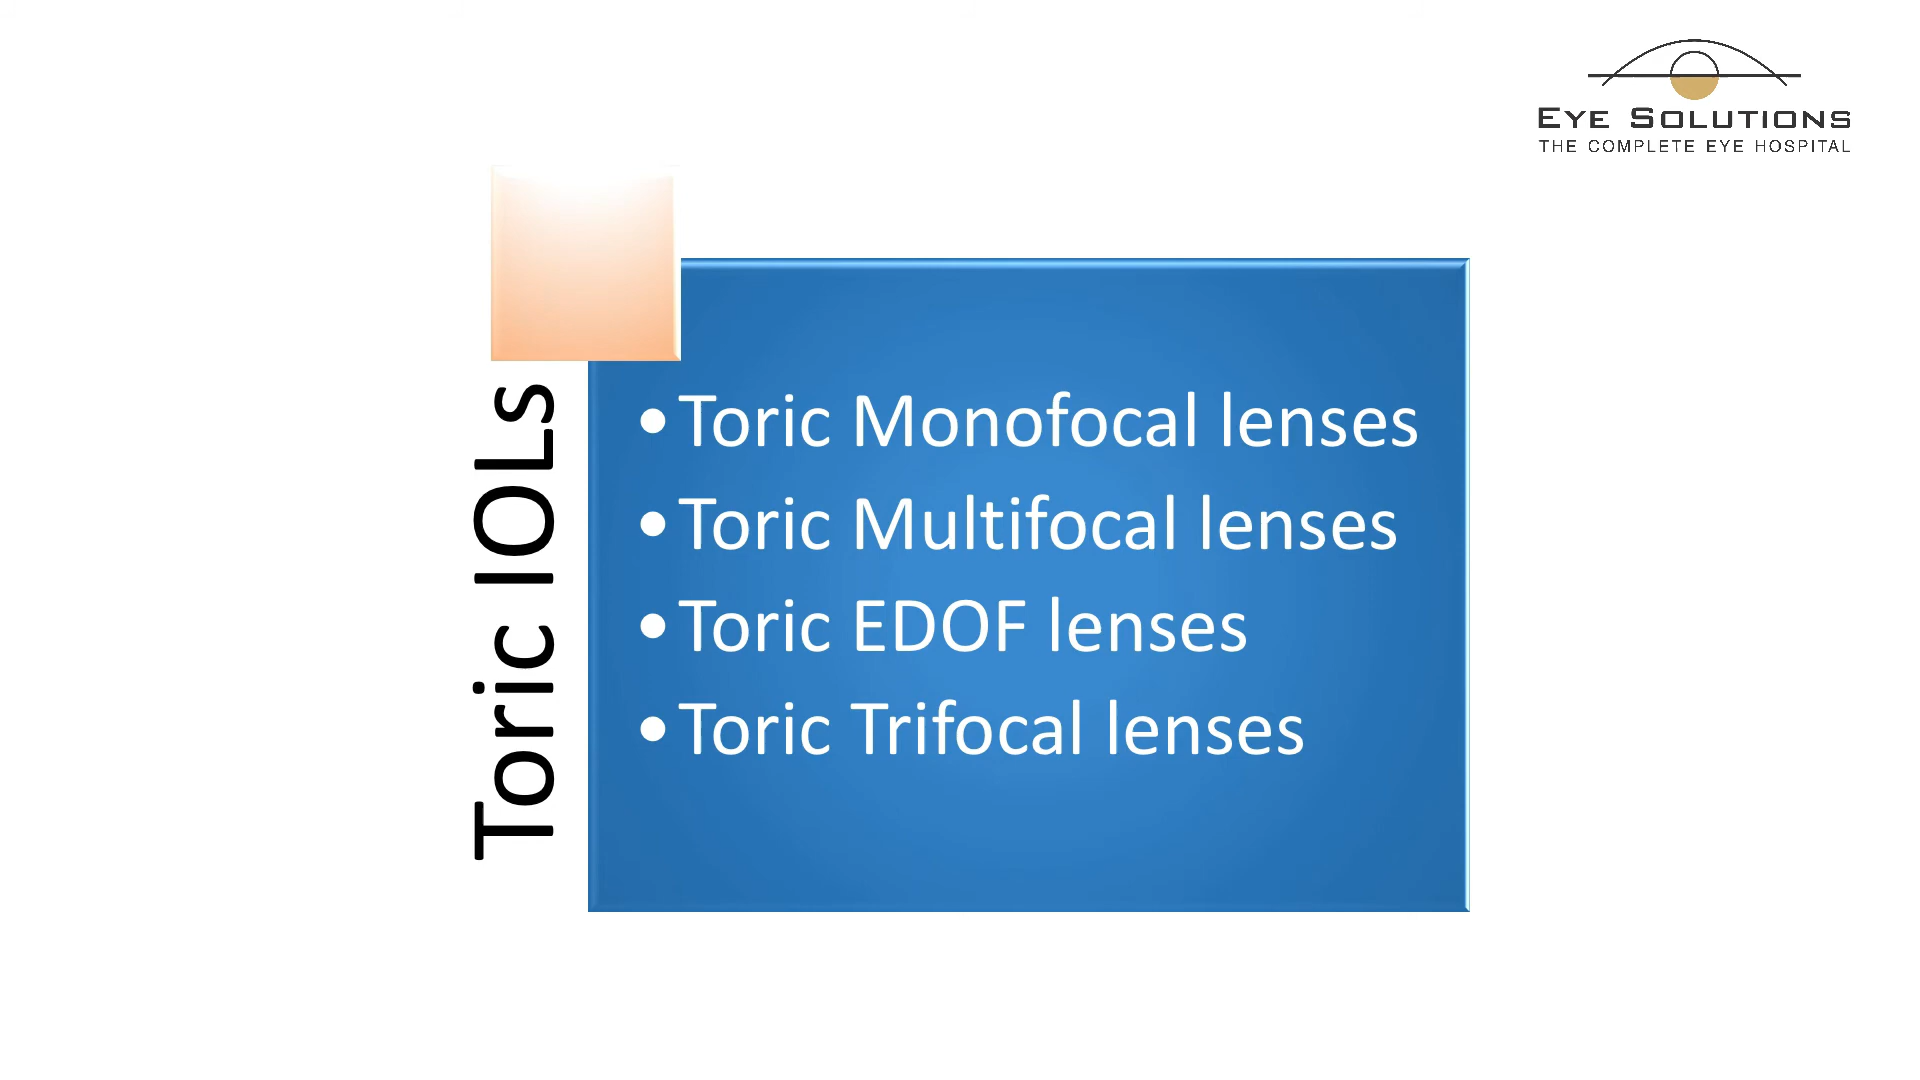 EYE SOLUTIONS
THE COMPLETE EYE HOSPITAL
Toric IOLs
•Toric Monofocal lenses
•Toric Multifocal lenses
•Toric EDOF lenses
•Toric Trifocal lenses